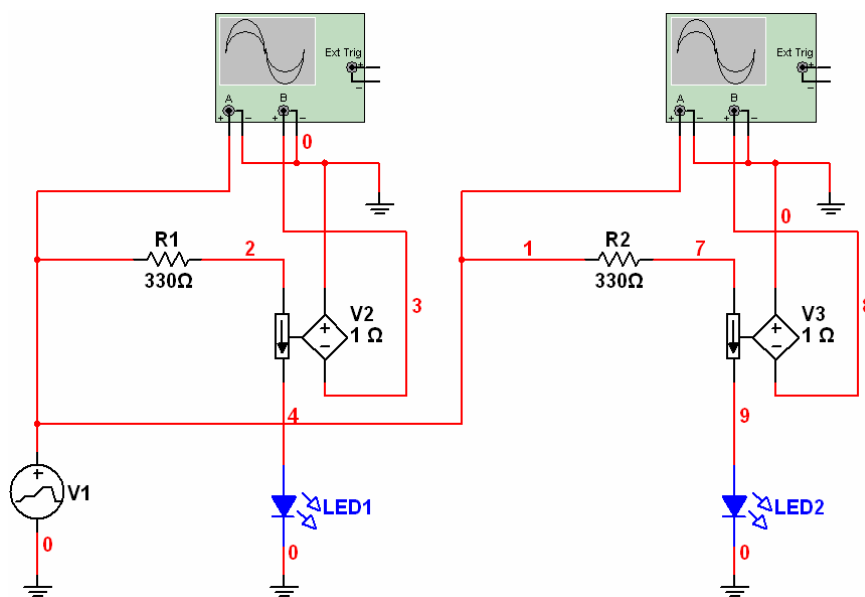 Ext Trig
+
−
A
B
+ − + −
0
Ext Trig
+
−
A
B
+ − + −
0
R1
330Ω
2
3
V2
1 Ω
+
−
1
R2
330Ω
7
8
V3
1 Ω
+
−
4
9
+
V1
0
LED1
0
LED2
0